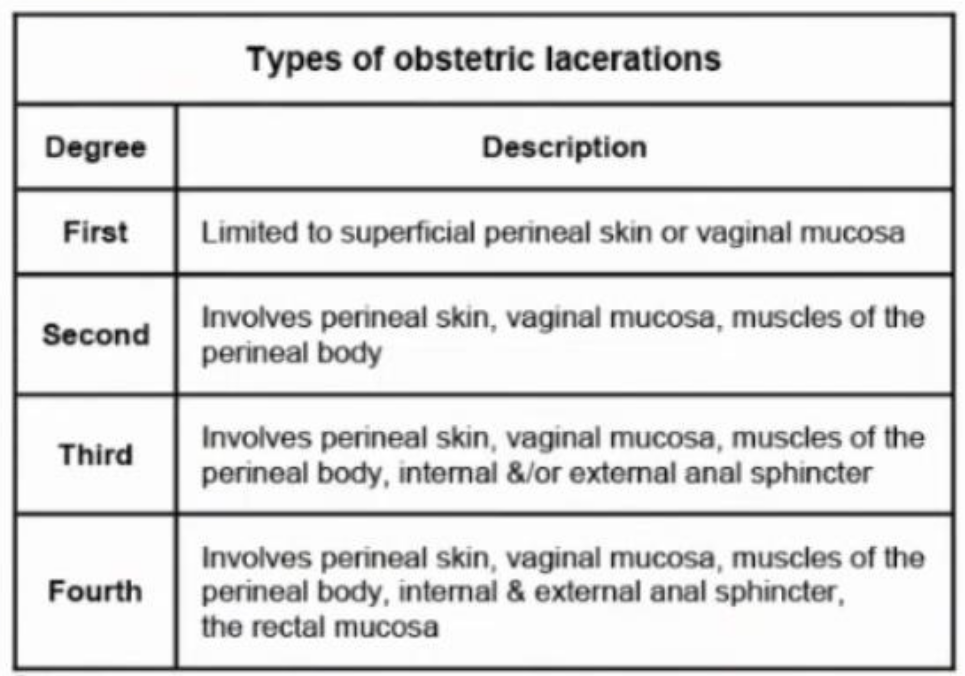 Types of obstetric lacerations
Degree Description
First Limited to superficial perineal skin or vaginal mucosa
Second Involves perineal skin, vaginal mucosa, muscles of the
perineal body
Third Involves perineal skin, vaginal mucosa, muscles of the
perineal body, internal &/or external anal sphincter
Fourth Involves perineal skin, vaginal mucosa, muscles of the
perineal body, internal & external anal sphincter,
the rectal mucosa